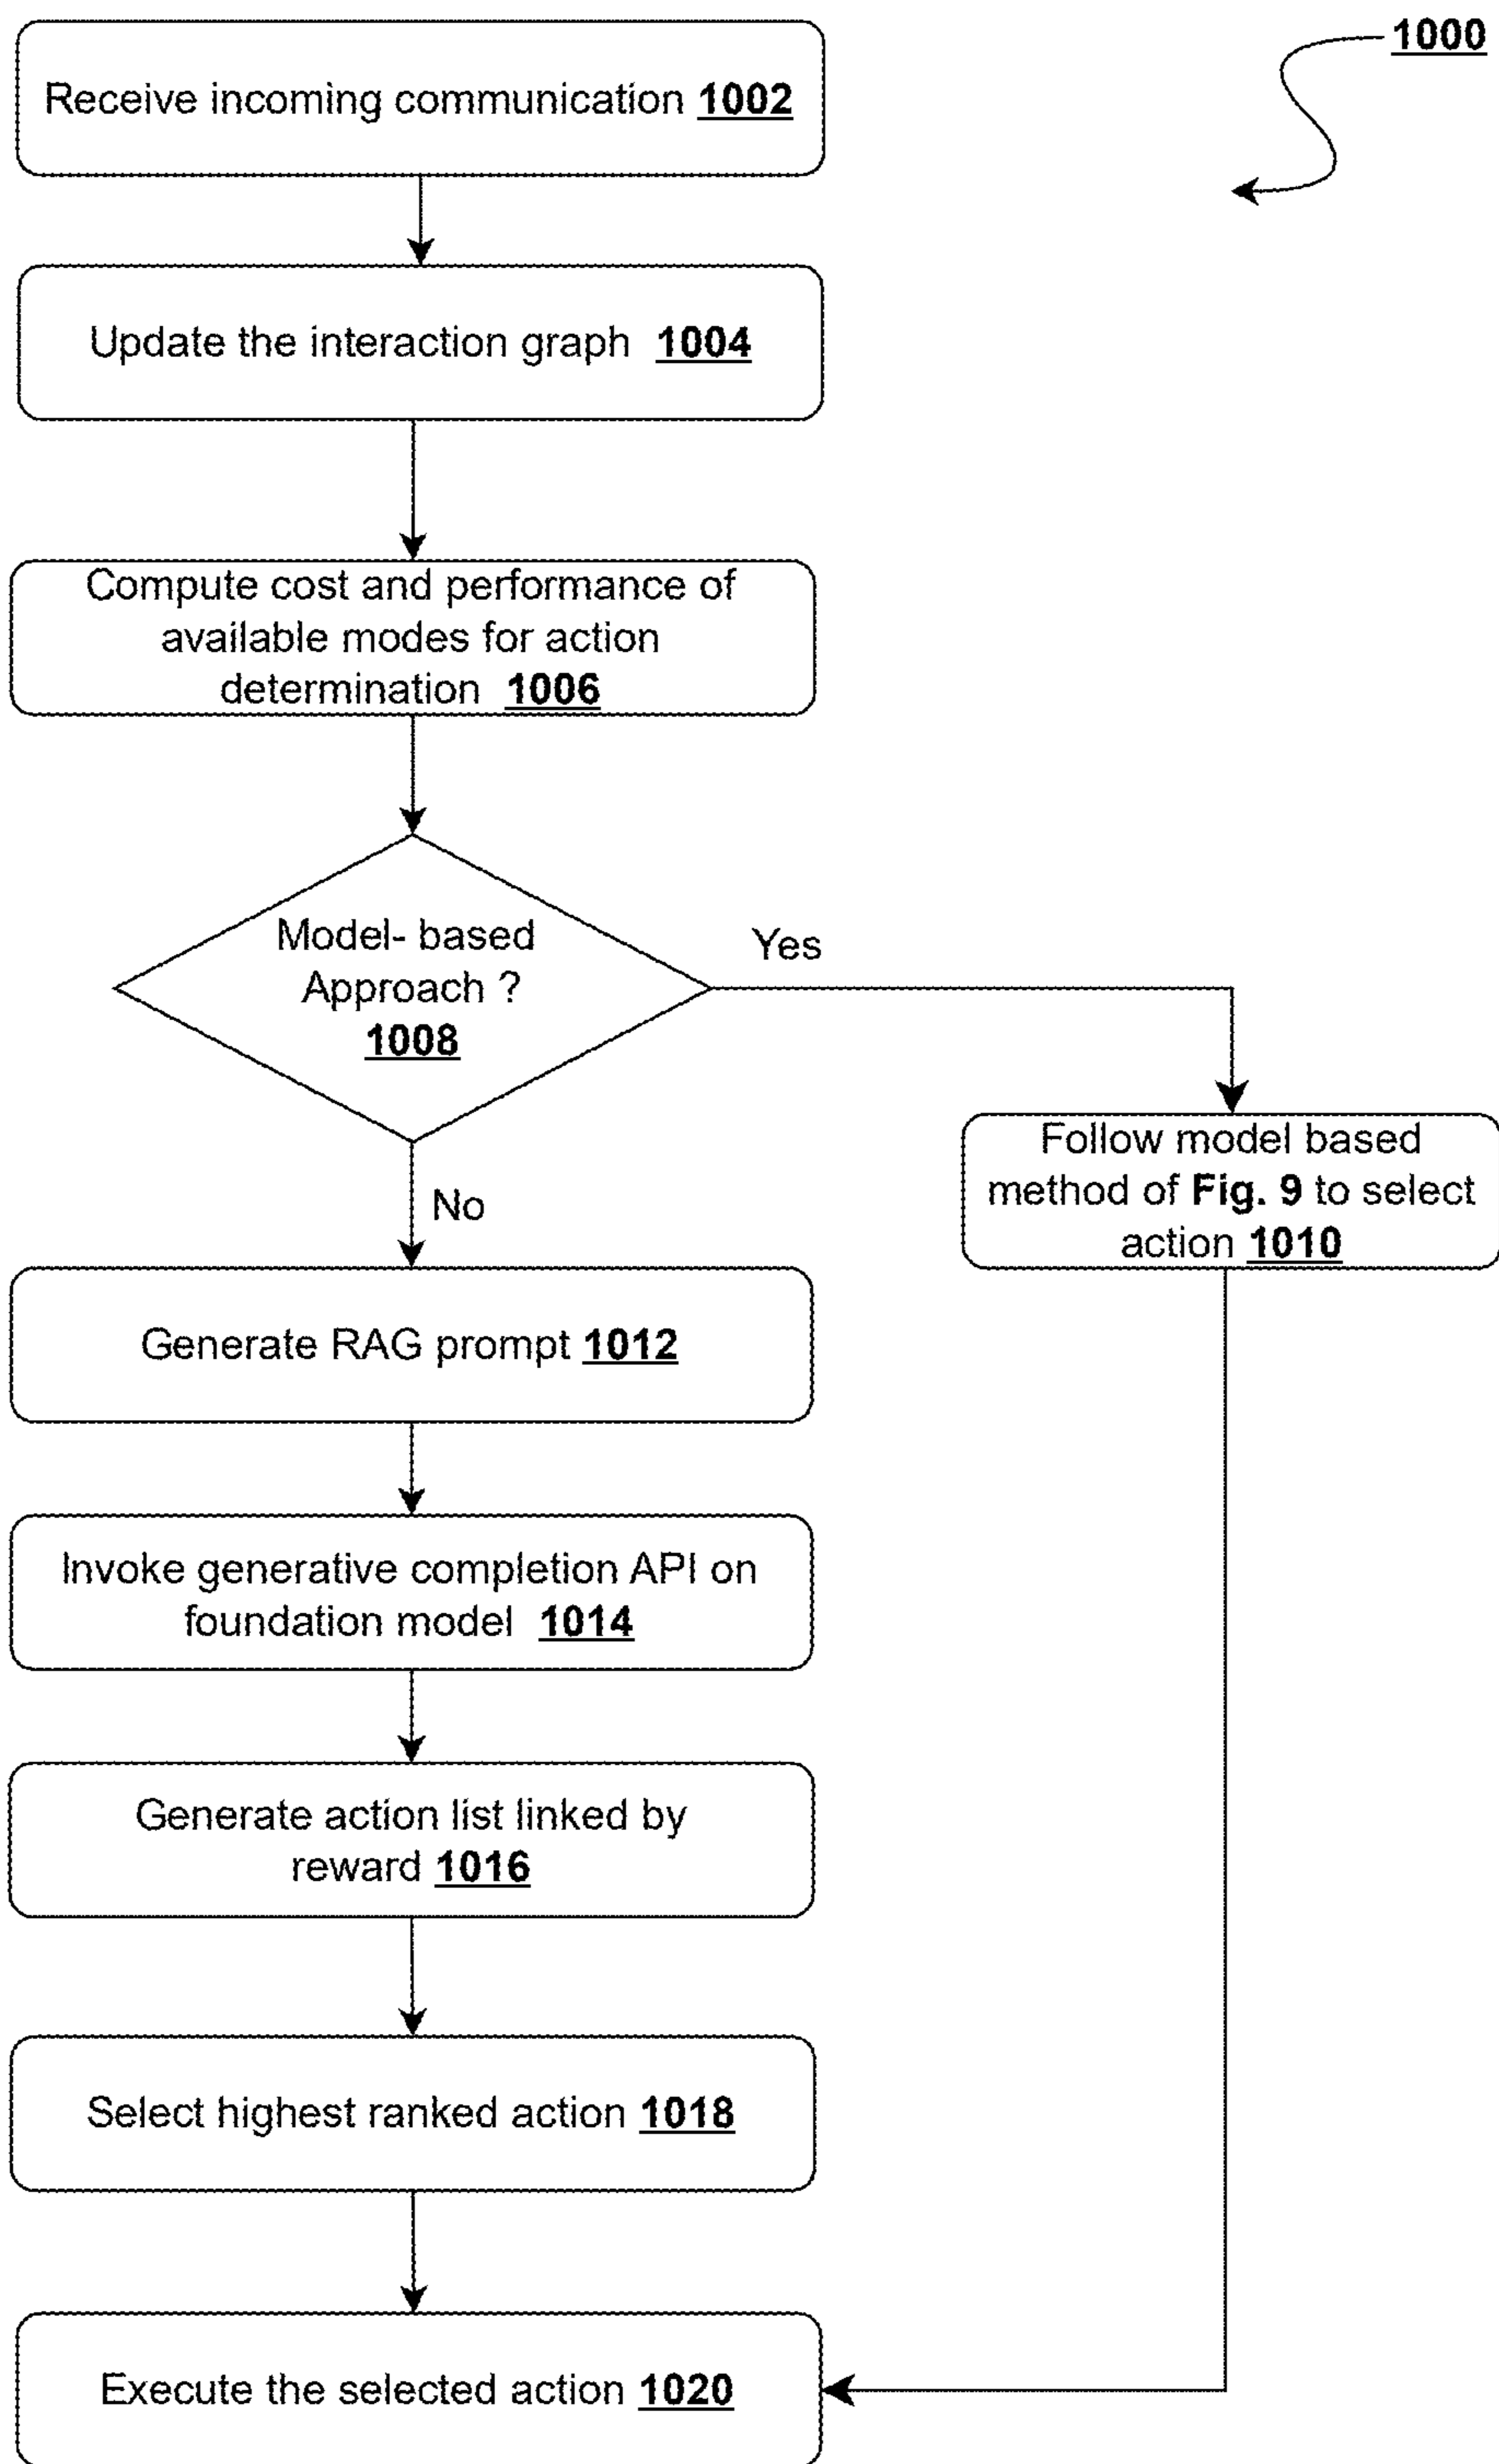 1000
Receive incoming communication 1002
Update the interaction graph 1004
Compute cost and performance of
available modes for action
determination 1006
Model- based
Approach ?
1008
Yes
No
Follow model based
method of Fig. 9 to select
action 1010
Generate RAG prompt 1012
Invoke generative completion API on
foundation model 1014
Generate action list linked by
reward 1016
Select highest ranked action 1018
Execute the selected action 1020